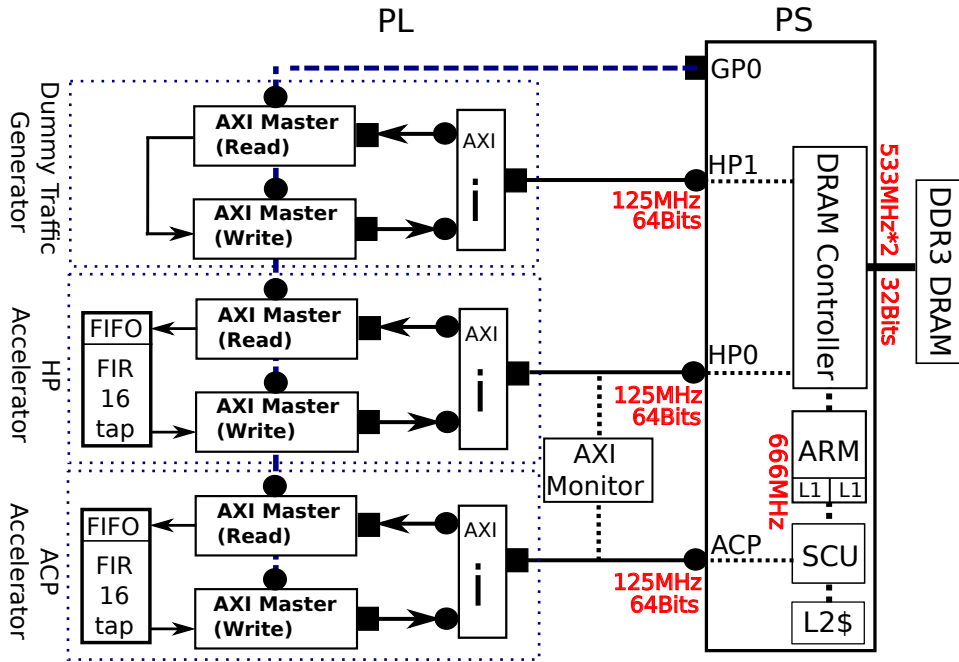 PL
PS
GP0
Dummy Traffic
Generator
AXI Master
(Read)
AXI
i
AXI Master
(Write)
HP1
125MHz
64Bits
DRAM Controller
533MHz*2
32Bits
DDR3 DRAM
HP
Accelerator
FIFO
FIR
16
tap
AXI Master
(Read)
AXI
i
AXI Master
(Write)
HP0
125MHz
64Bits
AXI
Monitor
666MHz
ARM
L1 L1
ACP
Accelerator
FIFO
FIR
16
tap
AXI Master
(Read)
AXI
i
AXI Master
(Write)
ACP
125MHz
64Bits
SCU
L2$